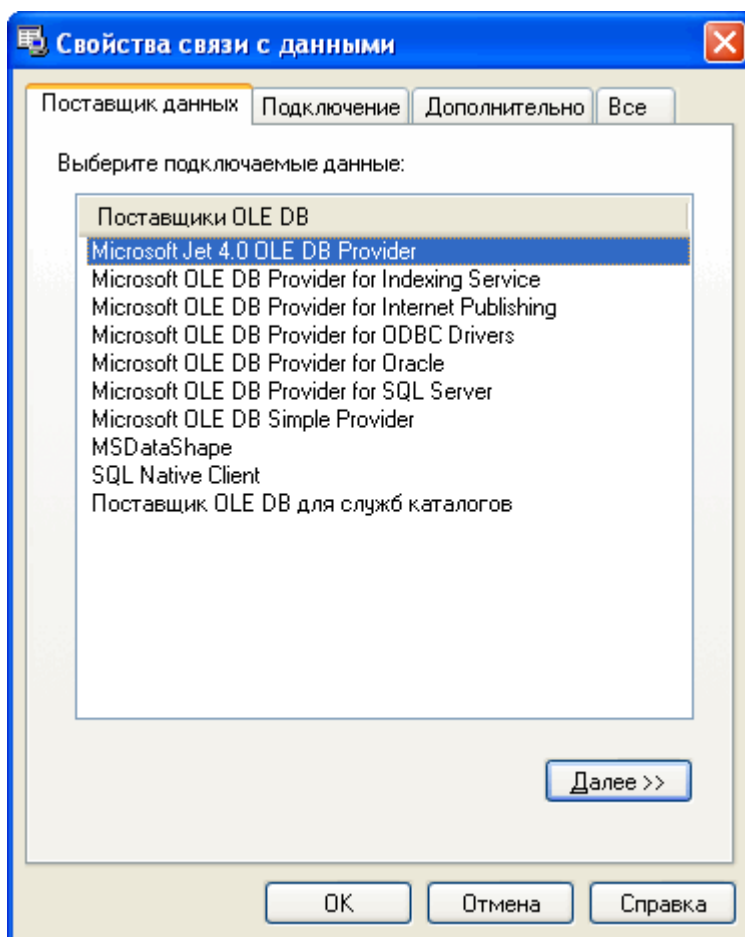 Свойства связи с данными
Поставщик данных Подключение Дополнительно Все
Выберите подключаемые данные:
Поставщики OLE DB
Microsoft Jet 4.0 OLE DB Provider
Microsoft OLE DB Provider for Indexing Service
Microsoft OLE DB Provider for Internet Publishing
Microsoft OLE DB Provider for ODBC Drivers
Microsoft OLE DB Provider for Oracle
Microsoft OLE DB Provider for SQL Server
Microsoft OLE DB Simple Provider
MSDataShape
SQL Native Client
Поставщик OLE DB для служб каталогов
Далее >>
OK Отмена Справка